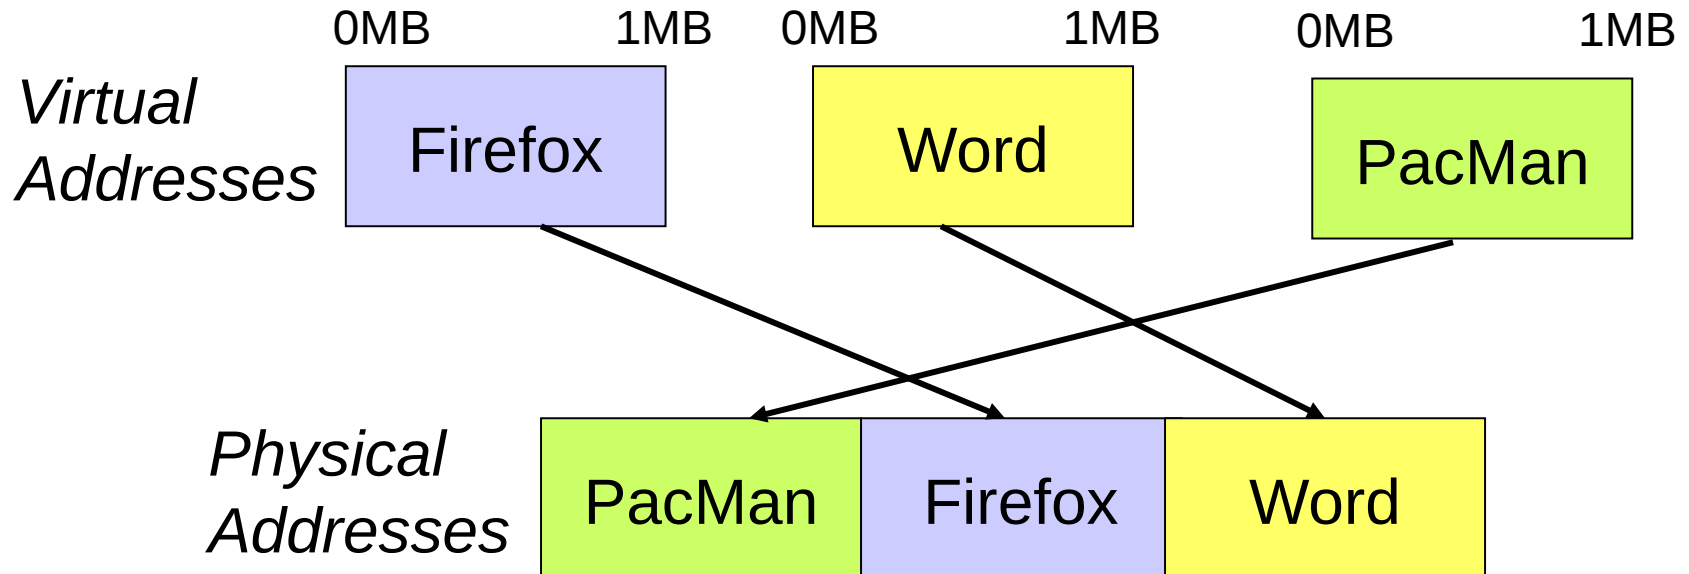 0MB 1MB 0MB 1MB 0MB 1MB
Virtual
Addresses
Firefox Word PacMan
Physical
Addresses
PacMan Firefox Word